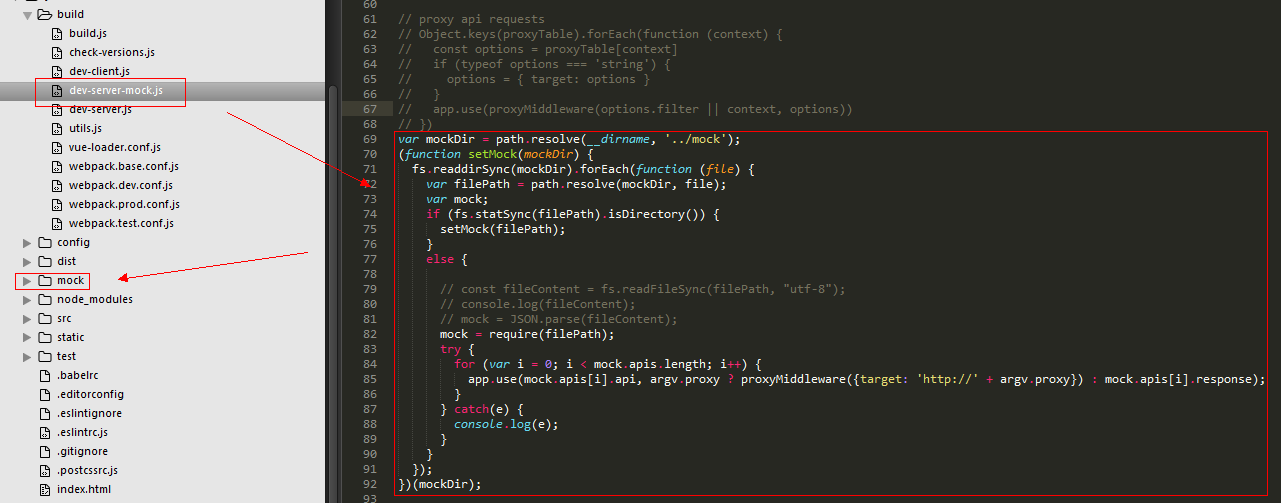 build
build.js
check-versions.js
dev-client.js
dev-server-mock.js
dev-server.js
utils.js
vue-loader.conf.js
webpack.base.conf.js
webpack.dev.conf.js
webpack.prod.conf.js
webpack.test.conf.js
config
dist
mock
node_modules
src
static
test
.babelrc
.editorconfig
.eslintignore
.eslintrc.js
.gitignore
.postcssrc.js
index.html
60
61 // proxy api requests
62 // Object.keys(proxyTable).forEach(function (context) {
63 //   const options = proxyTable[context]
64 //   if (typeof options === 'string') {
65 //     options = { target: options }
66 //   }
67 //   app.use(proxyMiddleware(options.filter || context, options))
68 // })
69 var mockDir = path.resolve(__dirname, '../mock');
70 (function setMock(mockDir) {
71   fs.readdirSync(mockDir).forEach(function (file) {
72     var filePath = path.resolve(mockDir, file);
73     var mock;
74     if (fs.statSync(filePath).isDirectory()) {
75       setMock(filePath);
76     }
77     else {
78
79       // const fileContent = fs.readFileSync(filePath, "utf-8");
80       // console.log(fileContent);
81       // mock = JSON.parse(fileContent);
82       mock = require(filePath);
83       try {
84         for (var i = 0; i < mock.apis.length; i++) {
85           app.use(mock.apis[i].api, argv.proxy ? proxyMiddleware({target: 'http://' + argv.proxy}) : mock.apis[i].response);
86         }
87       } catch(e) {
88         console.log(e);
89       }
90     }
91   });
92 })(mockDir);
93